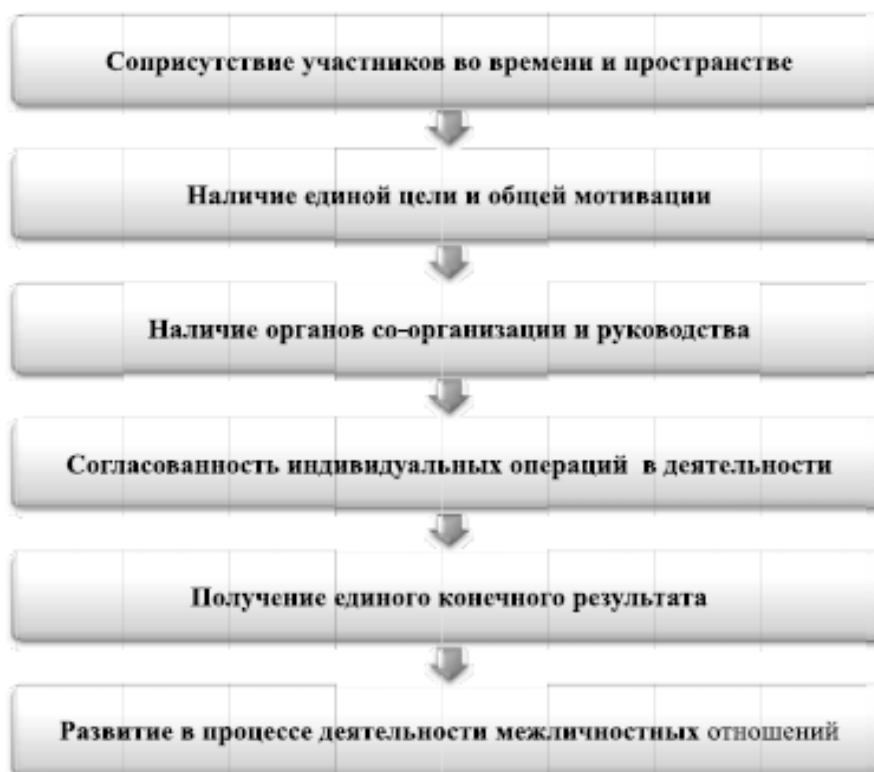 Соприсутствие участников во времени и пространстве
Наличие единой цели и общей мотивации
Наличие органов со-организации и руководства
Согласованность индивидуальных операций в деятельности
Получение единого конечного результата
Развитие в процессе деятельности межличностных отношений